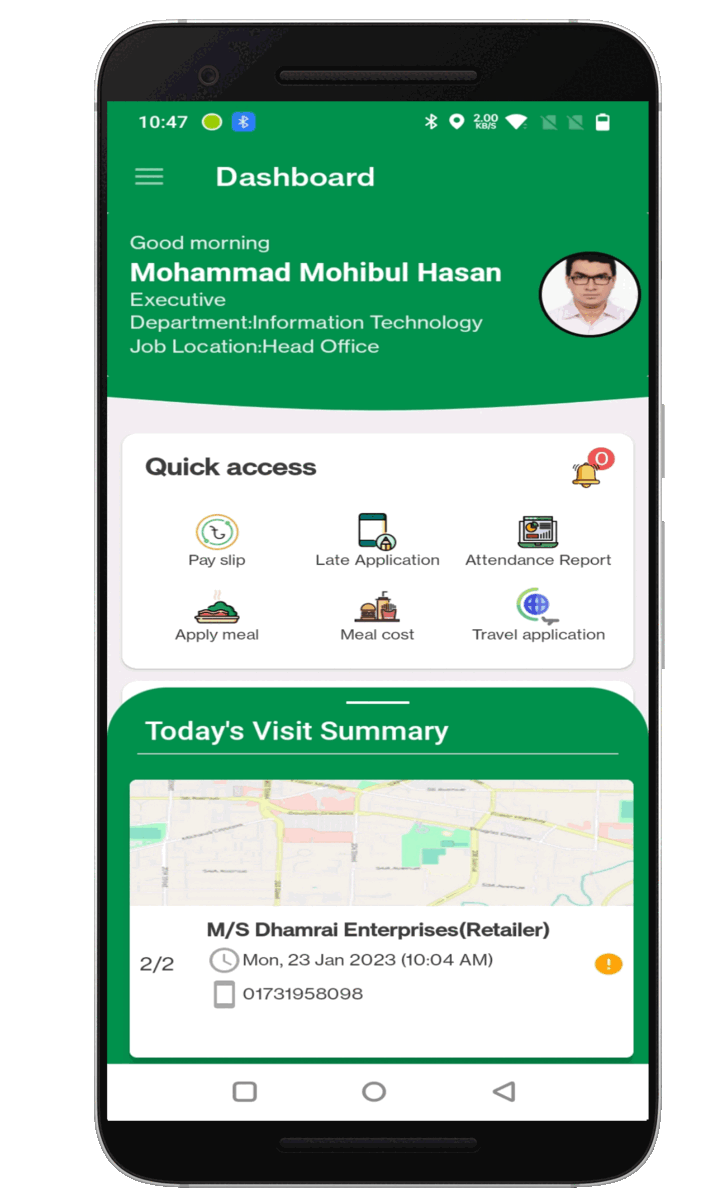 10:47
2.00
KB/S
Dashboard
Good morning
Mohammad Mohibul Hasan
Executive
Department:Information Technology
Job Location:Head Office
Quick access
0
Pay slip
Late Application
Attendance Report
Apply meal
Meal cost
Travel application
Today's Visit Summary
M/S Dhamrai Enterprises(Retailer)
2/2
Mon, 23 Jan 2023 (10:04 AM)
01731958098